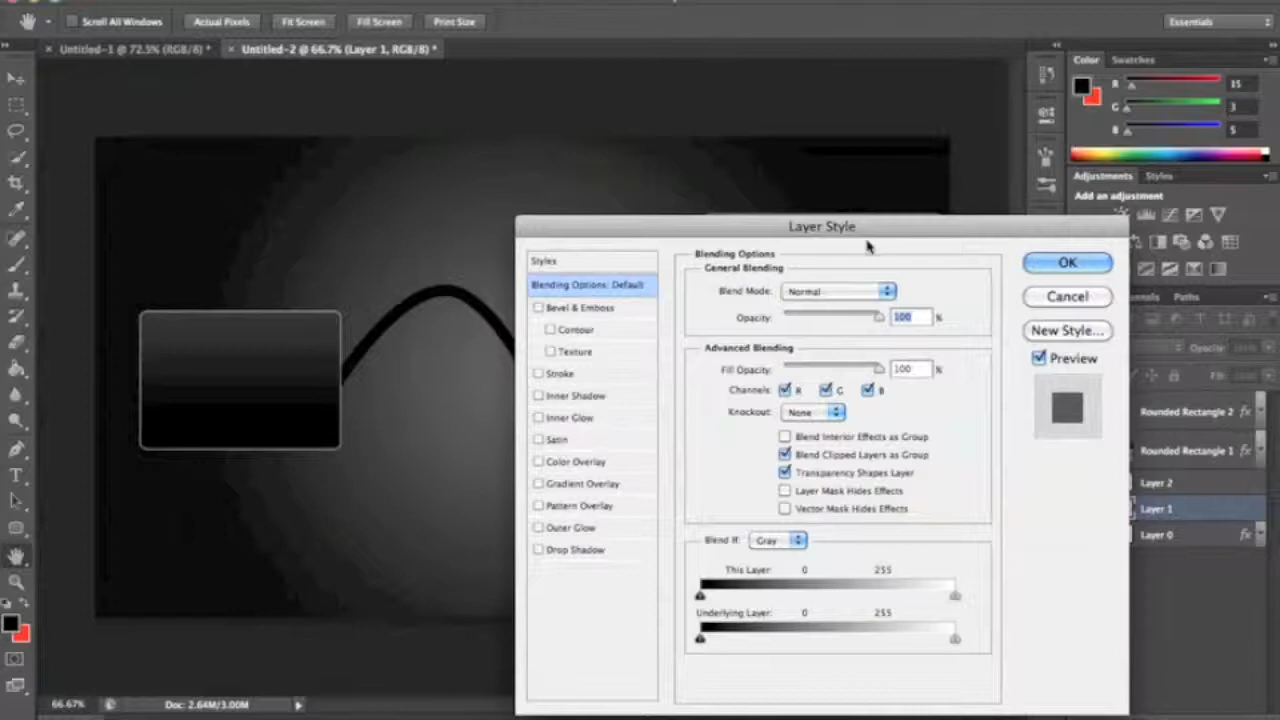 Scroll All Windows Actual Pixels Fit Screen Fill Screen Print Size Essentials
× Untitled-1 @ 72.5% (RGB/8) * × Untitled-2 @ 66.7% (Layer 1, RGB/8) *
Color Swatches
R 15
G 3
B 5
Adjustments Styles
Add an adjustment
Layer Style
Styles
Blending Options: Default
Bevel & Emboss
Contour
Texture
Stroke
Inner Shadow
Inner Glow
Satin
Color Overlay
Gradient Overlay
Pattern Overlay
Outer Glow
Drop Shadow
Blending Options
General Blending
Blend Mode: Normal
Opacity: 100 %
Advanced Blending
Fill Opacity: 100 %
Channels: R G B
Knockout: None
Blend Interior Effects as Group
Blend Clipped Layers as Group
Transparency Shapes Layer
Layer Mask Hides Effects
Vector Mask Hides Effects
Blend If: Gray
This Layer: 0 255
Underlying Layer: 0 255
OK
Cancel
New Style...
Preview
nnels Paths
Opacity:
Fill:
Rounded Rectangle 2 fx
Rounded Rectangle 1 fx
Layer 2
Layer 1
Layer 0 fx
T
66.67% Doc: 2.64M/3.00M